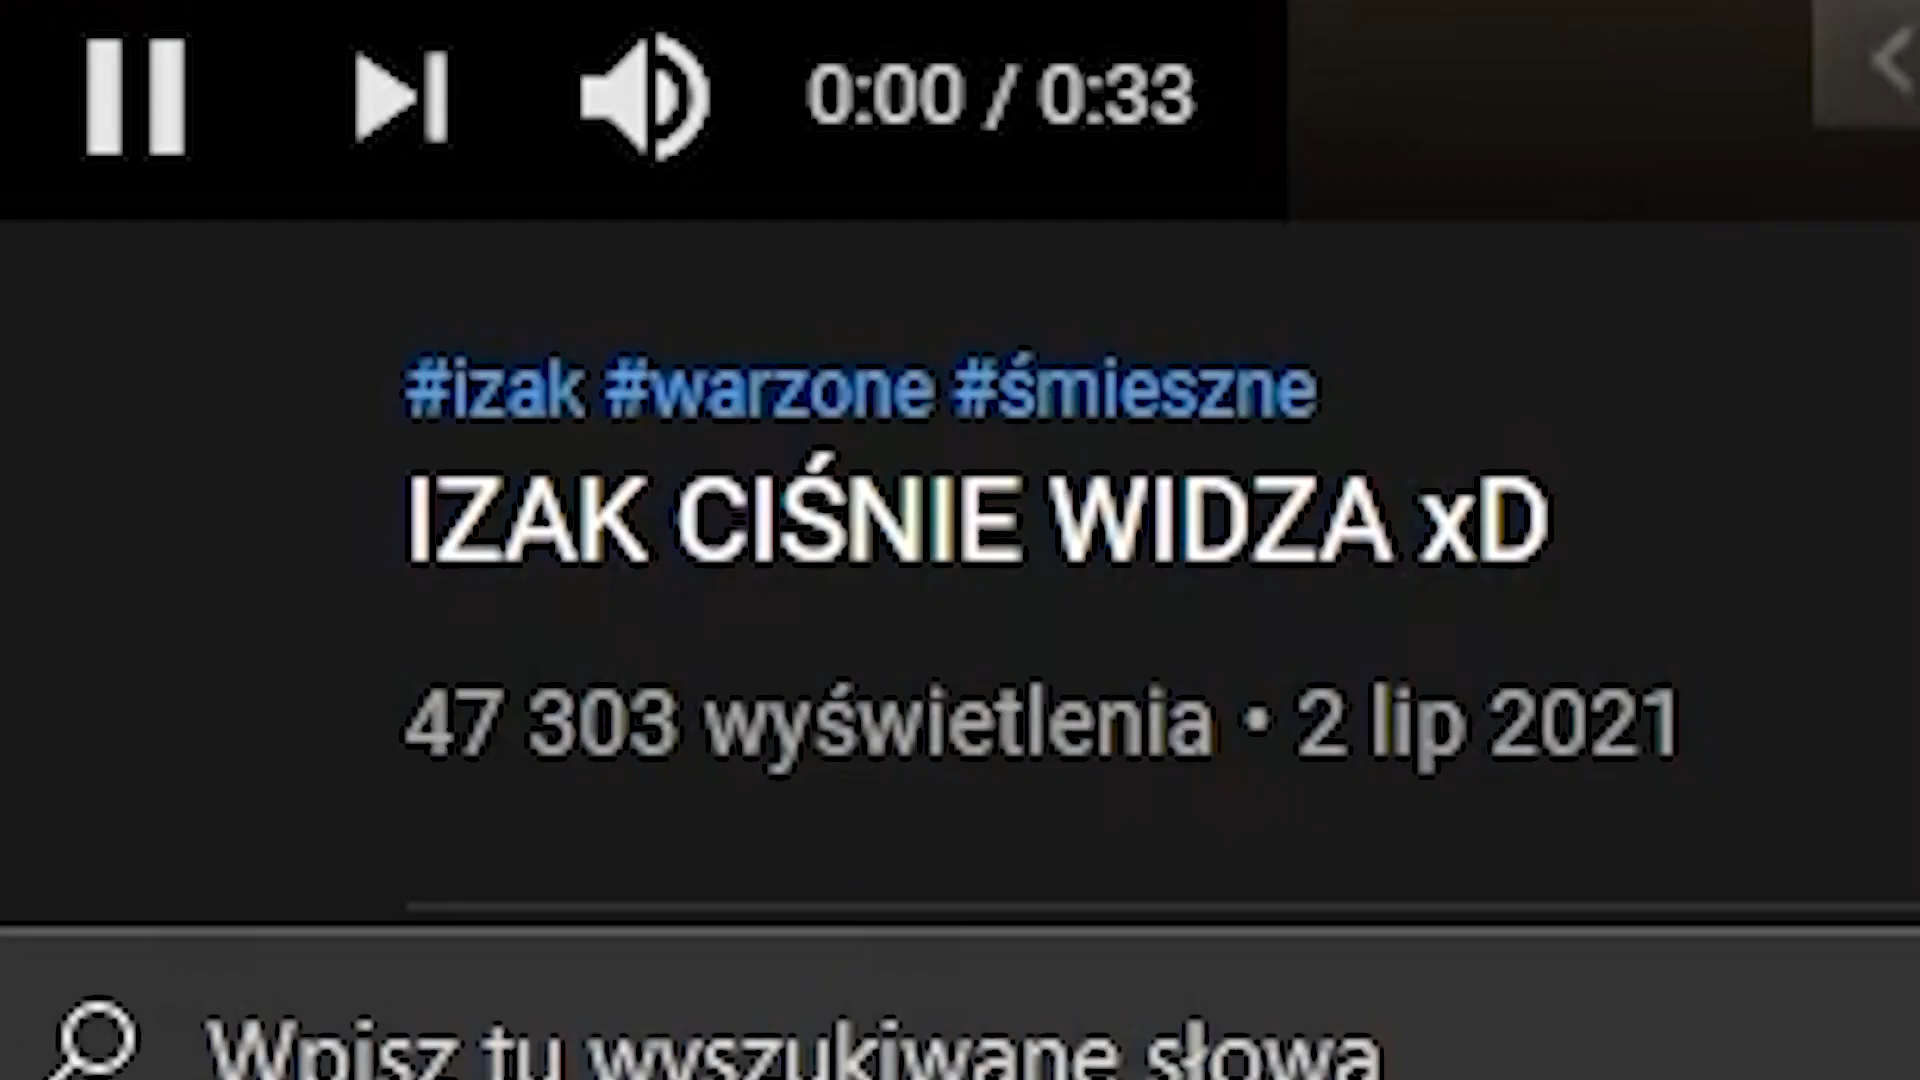 0:00 / 0:33
#izak #warzone #śmieszne
IZAK CIŚNIE WIDZA xD
47 303 wyświetlenia • 2 lip 2021
Wpisz tu wyszukiwane słowa